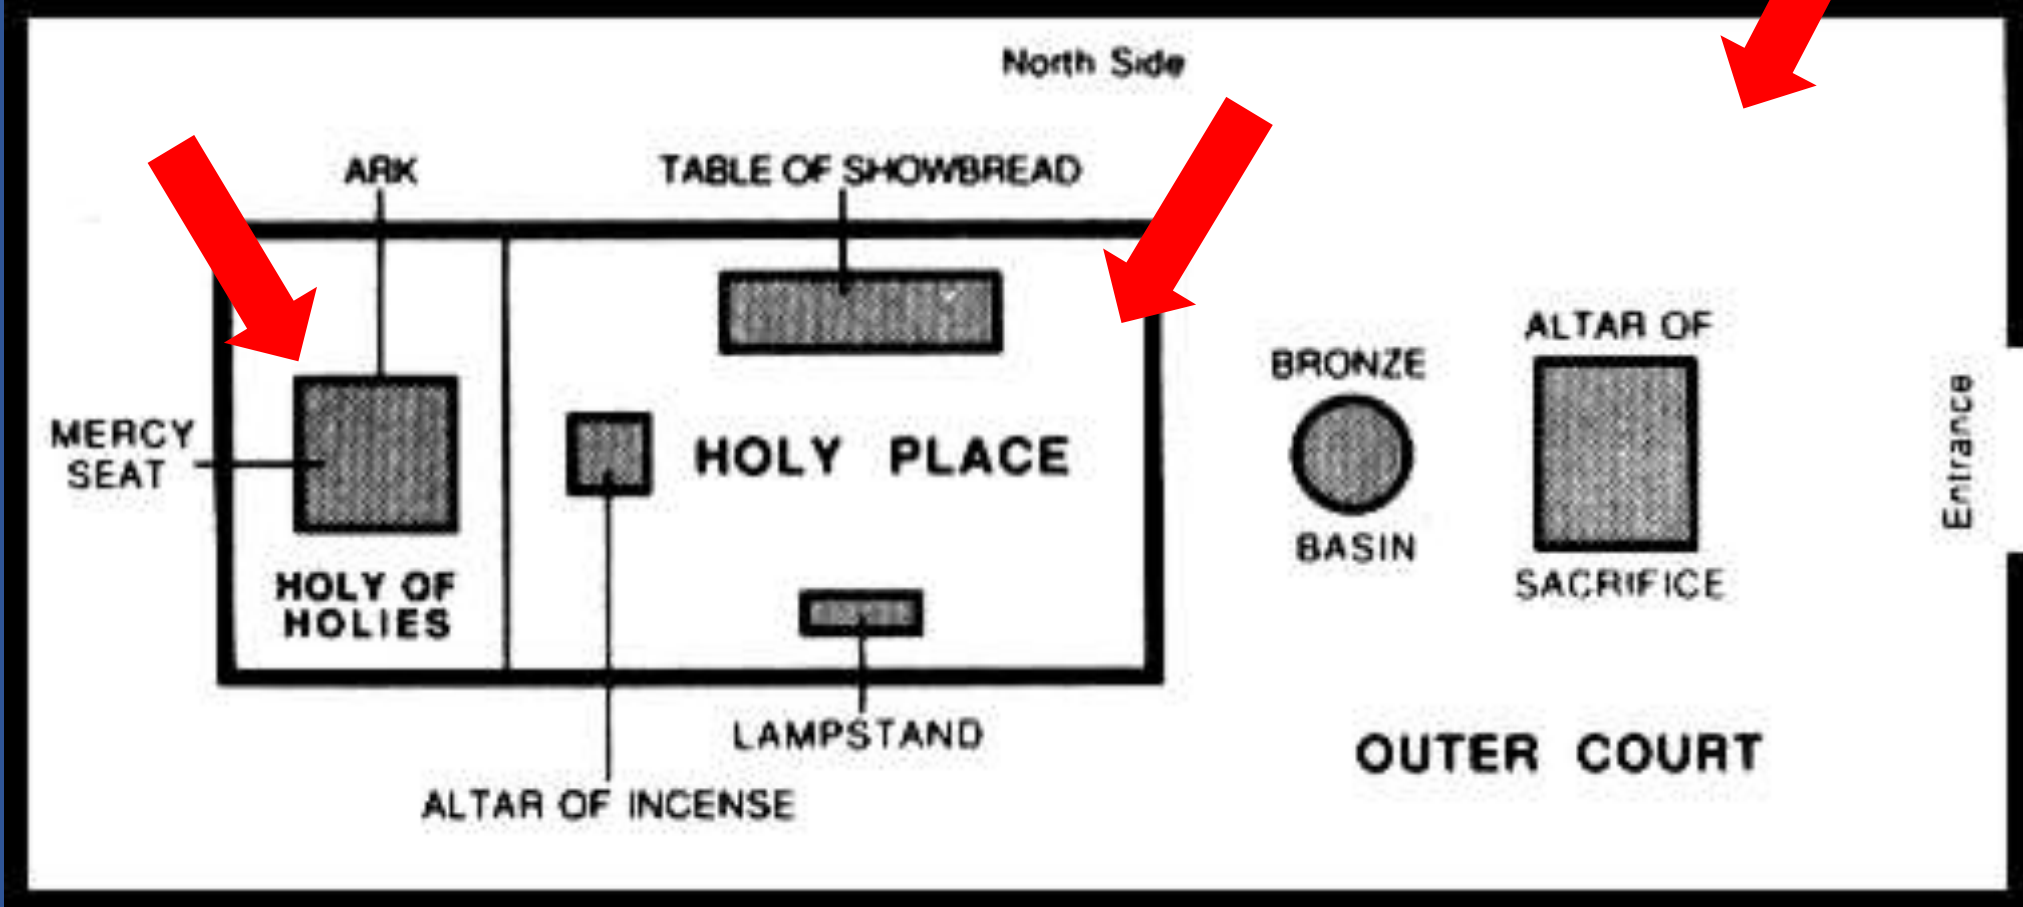 North Side
ARK
TABLE OF SHOWBREAD
ALTAR OF
BRONZE
MERCY
SEAT
HOLY PLACE
Entrance
BASIN
HOLY OF
HOLIES
SACRIFICE
LAMPSTAND
OUTER COURT
ALTAR OF INCENSE